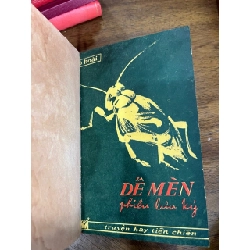 DẾ MÈN
phiêu lưu ký
truyện hay tiền chiến